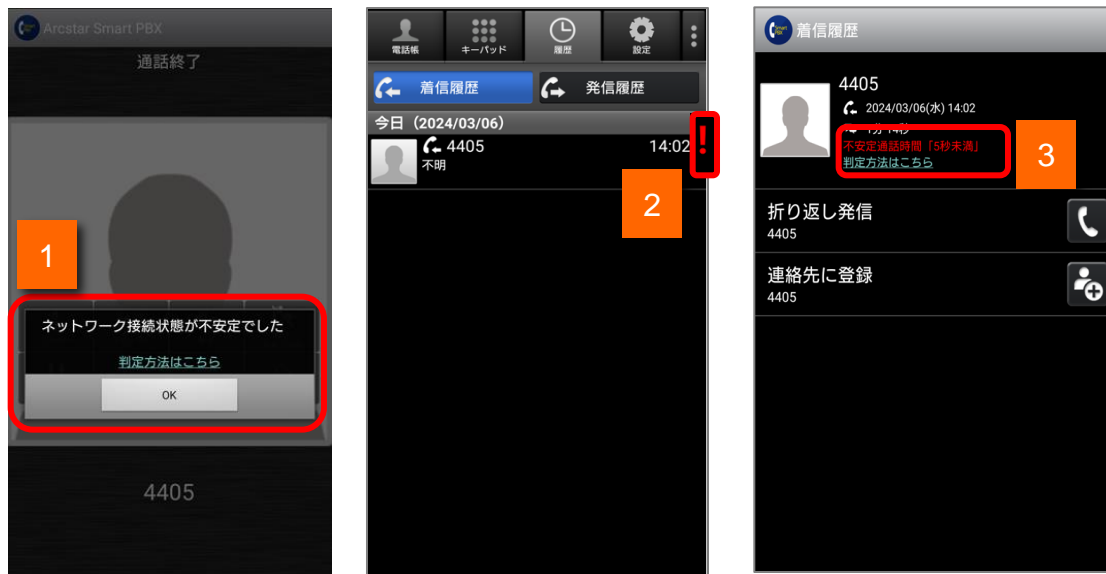 Arcstar Smart PBX
通話終了
1
ネットワーク接続状態が不安定でした
判定方法はこちら
OK
4405
電話帳
キーパッド
履歴
設定
着信履歴
発信履歴
今日（2024/03/06）
4405
14:02
!
不明
2
着信履歴
4405
2024/03/06(水) 14:02
1分 14秒
不安定通話時間「5秒未満」
判定方法はこちら
3
折り返し発信
4405
連絡先に登録
4405